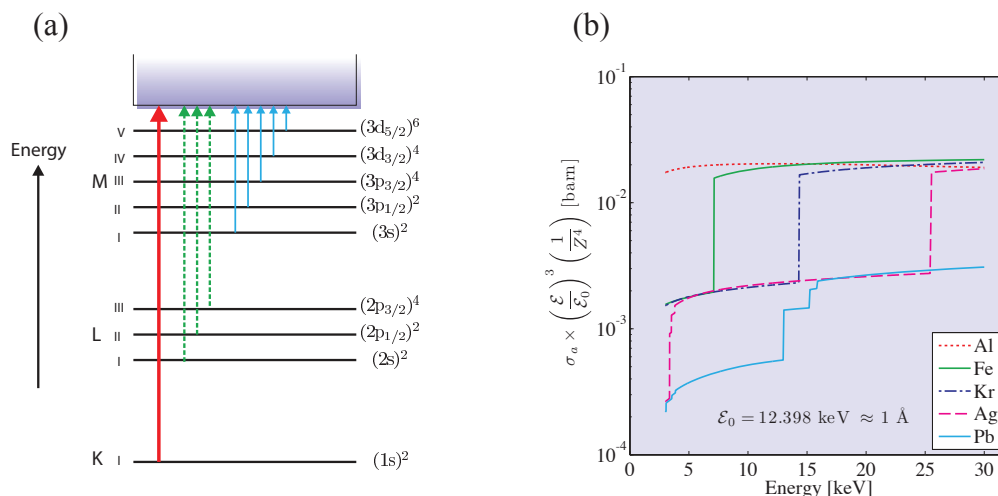 (a)
Energy
V (3d5/2)^6
IV (3d3/2)^4
M III (3p3/2)^4
II (3p1/2)^2
I (3s)^2
III (2p3/2)^4
L II (2p1/2)^2
I (2s)^2
K I (1s)^2
(b)
σa × (ℰ/ℰ0)^3 (1/Z^4) [barn]
10^-1
10^-2
10^-3
10^-4
ℰ0 = 12.398 keV ≈ 1 Å
Al
Fe
Kr
Ag
Pb
0 5 10 15 20 25 30
Energy [keV]